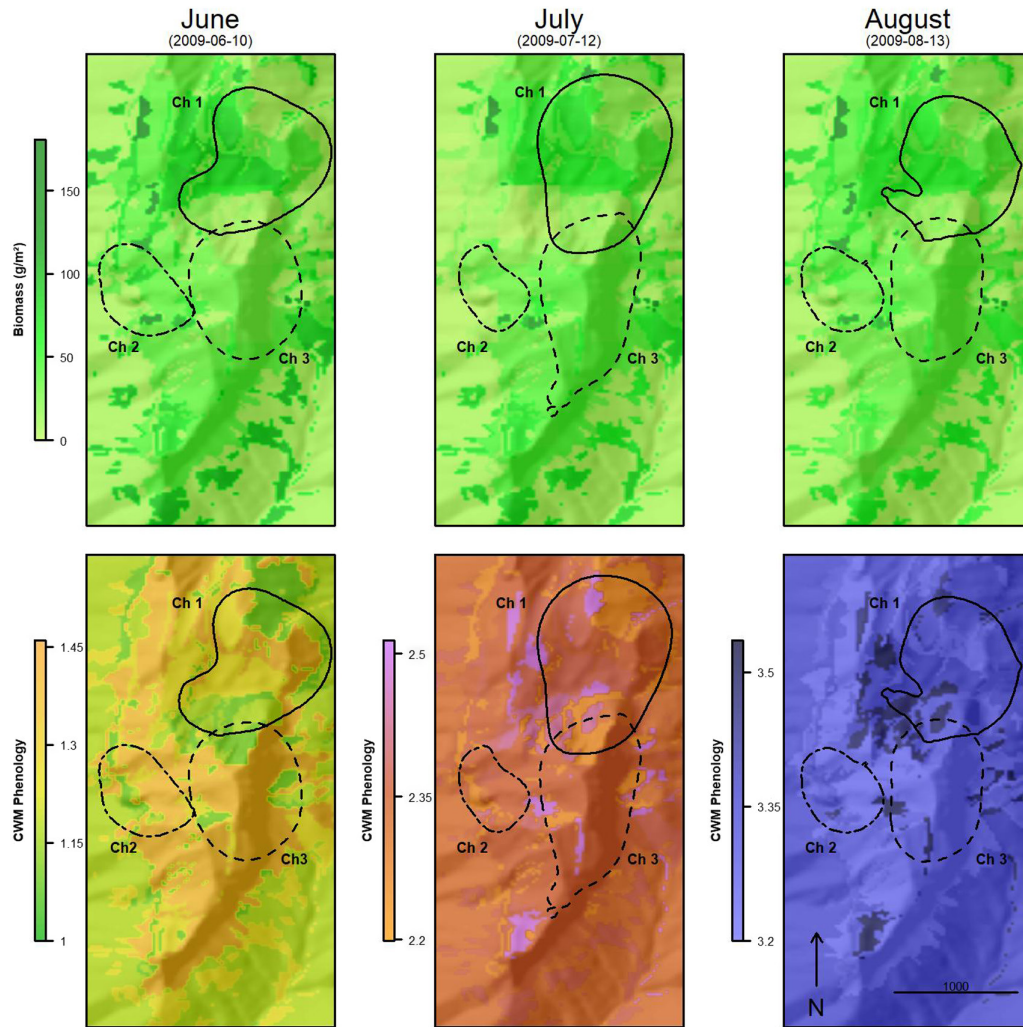 June
(2009-06-10)
July
(2009-07-12)
August
(2009-08-13)
Biomass (g/m²)
150
100
50
0
Ch 1
Ch 2
Ch 3
Ch 1
Ch 2
Ch 3
Ch 1
Ch 2
Ch 3
CWM Phenology
1.45
1.3
1.15
1
Ch 1
Ch2
Ch3
CWM Phenology
2.5
2.35
2.2
Ch 1
Ch 2
Ch 3
CWM Phenology
3.5
3.35
3.2
Ch 1
Ch 2
Ch 3
N
1000